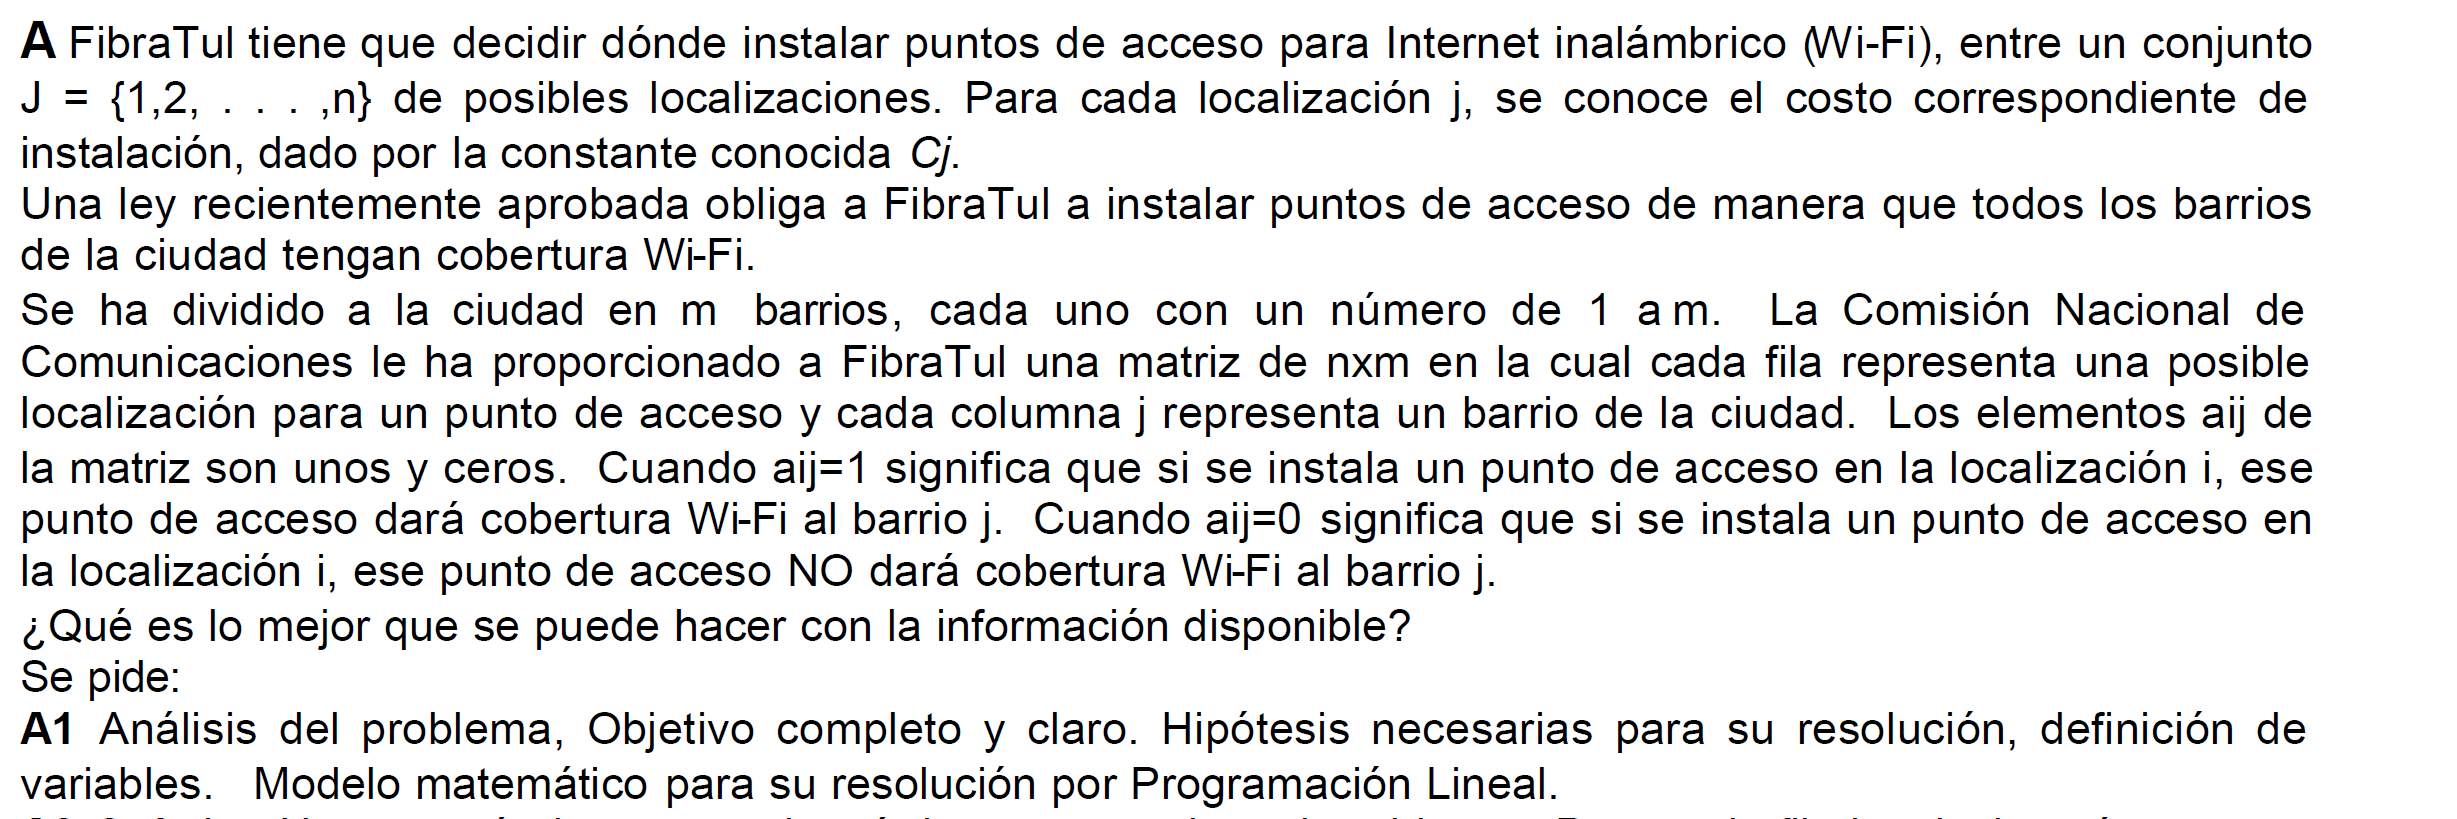 A FibraTul tiene que decidir dónde instalar puntos de acceso para Internet inalámbrico (Wi-Fi), entre un conjunto
J = {1,2, . . . ,n} de posibles localizaciones. Para cada localización j, se conoce el costo correspondiente de
instalación, dado por la constante conocida Cj.
Una ley recientemente aprobada obliga a FibraTul a instalar puntos de acceso de manera que todos los barrios
de la ciudad tengan cobertura Wi-Fi.
Se ha dividido a la ciudad en m barrios, cada uno con un número de 1 a m. La Comisión Nacional de
Comunicaciones le ha proporcionado a FibraTul una matriz de nxm en la cual cada fila representa una posible
localización para un punto de acceso y cada columna j representa un barrio de la ciudad. Los elementos aij de
la matriz son unos y ceros. Cuando aij=1 significa que si se instala un punto de acceso en la localización i, ese
punto de acceso dará cobertura Wi-Fi al barrio j. Cuando aij=0 significa que si se instala un punto de acceso en
la localización i, ese punto de acceso NO dará cobertura Wi-Fi al barrio j.
¿Qué es lo mejor que se puede hacer con la información disponible?
Se pide:
A1 Análisis del problema, Objetivo completo y claro. Hipótesis necesarias para su resolución, definición de
variables. Modelo matemático para su resolución por Programación Lineal.